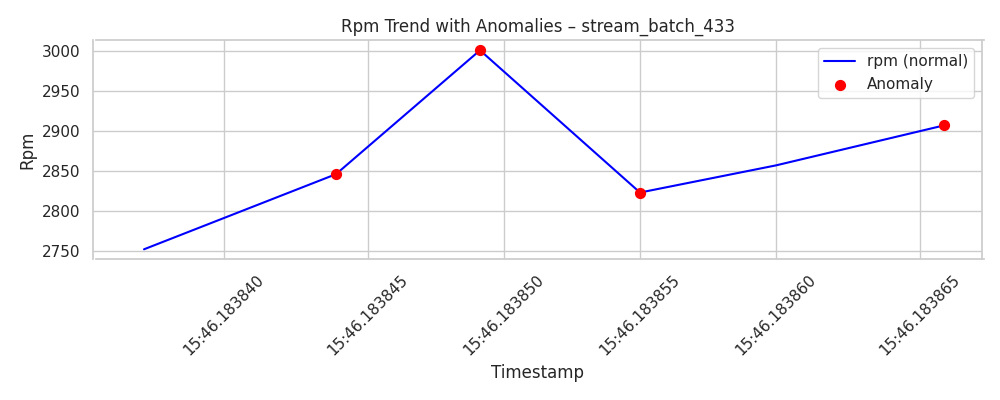 Rpm Trend with Anomalies – stream_batch_433
rpm (normal)
Anomaly
Rpm
3000
2950
2900
2850
2800
2750
15:46.183840
15:46.183845
15:46.183850
15:46.183855
15:46.183860
15:46.183865
Timestamp